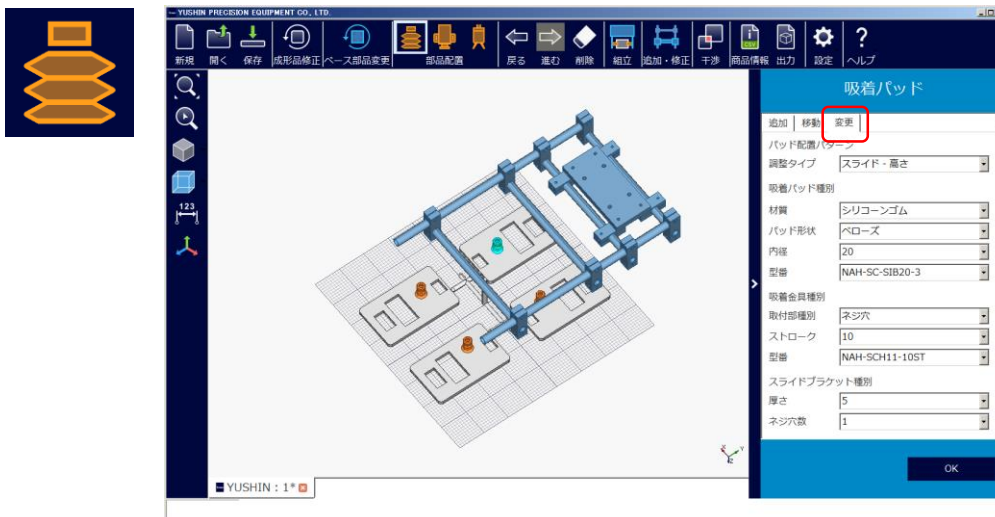 YUSHIN PRECISION EQUIPMENT CO., LTD.
新規 開く 保存 成形品修正 ベース部品変更 部品配置 戻る 進む 削除 組立 追加・修正 干渉 商品情報 出力 設定 ヘルプ
CSV
123
吸着パッド
追加 移動 変更
パッド配置パターン
調整タイプ スライド - 高さ
吸着パッド種別
材質 シリコーンゴム
パッド形状 ベローズ
内径 20
型番 NAH-SC-SIB20-3
吸着金具種別
取付部種別 ネジ穴
ストローク 10
型番 NAH-SCH11-10ST
スライドブラケット種別
厚さ 5
ネジ穴数 1
OK
YUSHIN : 1*